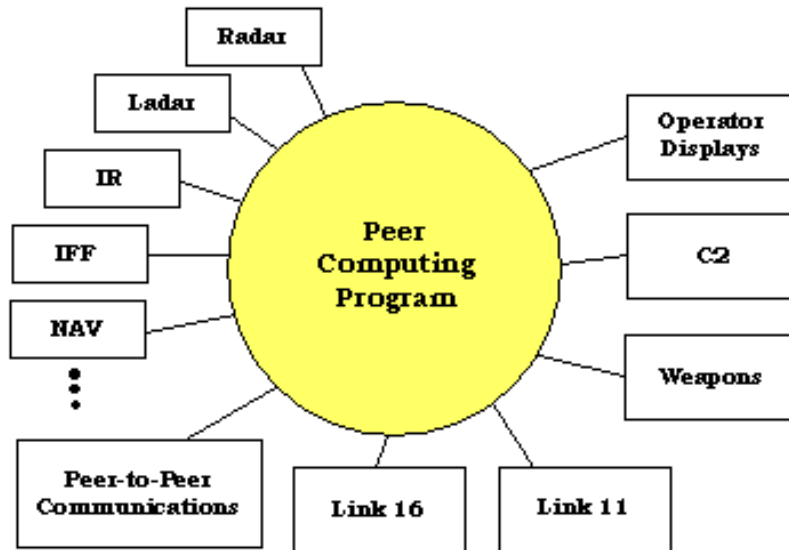 Radar
Ladar
IR
IFF
NAV
Peer-to-Peer
Communications
Link 16
Link 11
Weapons
C2
Operator
Displays
Peer
Computing
Program